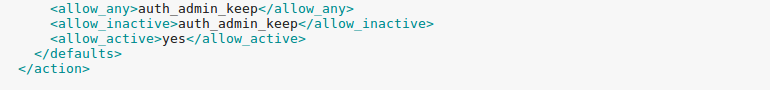 <allow_any>auth_admin_keep</allow_any>
<allow_inactive>auth_admin_keep</allow_inactive>
<allow_active>yes</allow_active>
</defaults>
</action>